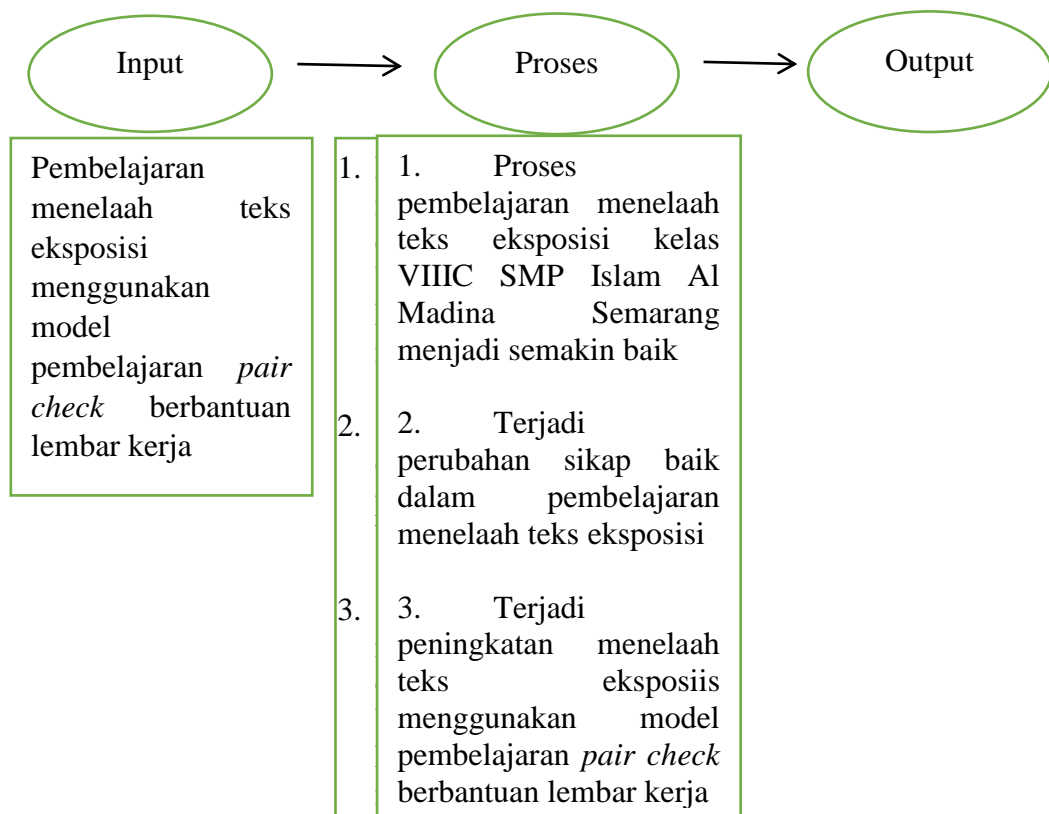 Input
Proses
Output
Pembelajaran
menelaah teks
eksposisi
menggunakan
model
pembelajaran pair
check berbantuan
lembar kerja
1.
2.
3.
1. Proses
pembelajaran menelaah
teks eksposisi kelas
VIIIC SMP Islam Al
Madina Semarang
menjadi semakin baik
2. Terjadi
perubahan sikap baik
dalam pembelajaran
menelaah teks eksposisi
3. Terjadi
peningkatan menelaah
teks eksposiis
menggunakan model
pembelajaran pair check
berbantuan lembar kerja